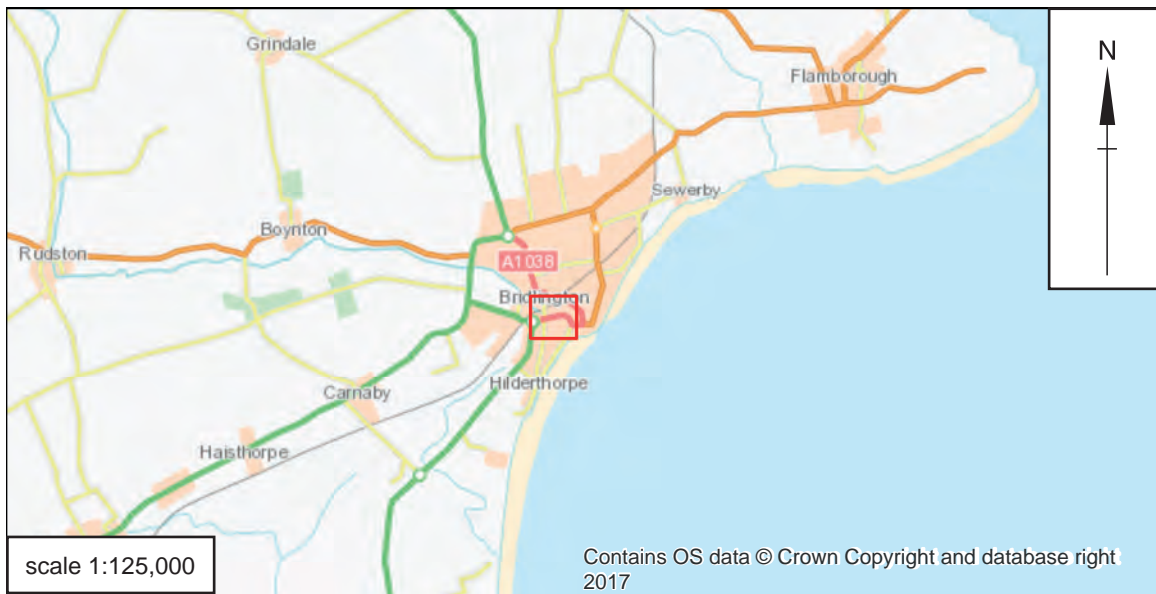 Grindale
Flamborough
N
Sewerby
Boynton
Rudston
A1038
Bridlington
Hilderthorpe
Carnaby
Haisthorpe
scale 1:125,000
Contains OS data © Crown Copyright and database right
2017